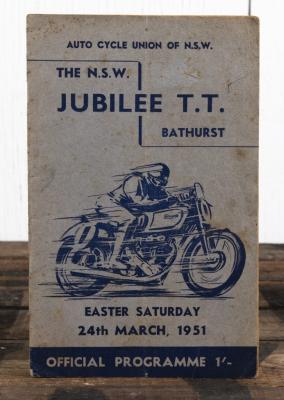 AUTO CYCLE UNION OF N.S.W.
THE N.S.W.
JUBILEE T.T.
BATHURST
EASTER SATURDAY
24th MARCH, 1951
OFFICIAL PROGRAMME 1'-